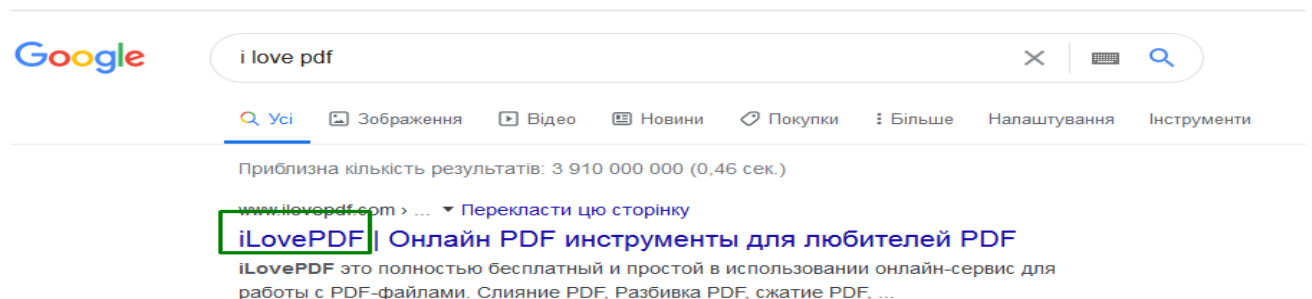 Google
i love pdf
Усі Зображення Відео Новини Покупки Більше Налаштування Інструменти
Приблизна кількість результатів: 3 910 000 000 (0,46 сек.)
www.ilovepdf.com › ... ▼ Перекласти цю сторінку
iLovePDF | Онлайн PDF инструменты для любителей PDF
iLovePDF это полностью бесплатный и простой в использовании онлайн-сервис для
работы с PDF-файлами. Слияние PDF, Разбивка PDF, сжатие PDF, ...